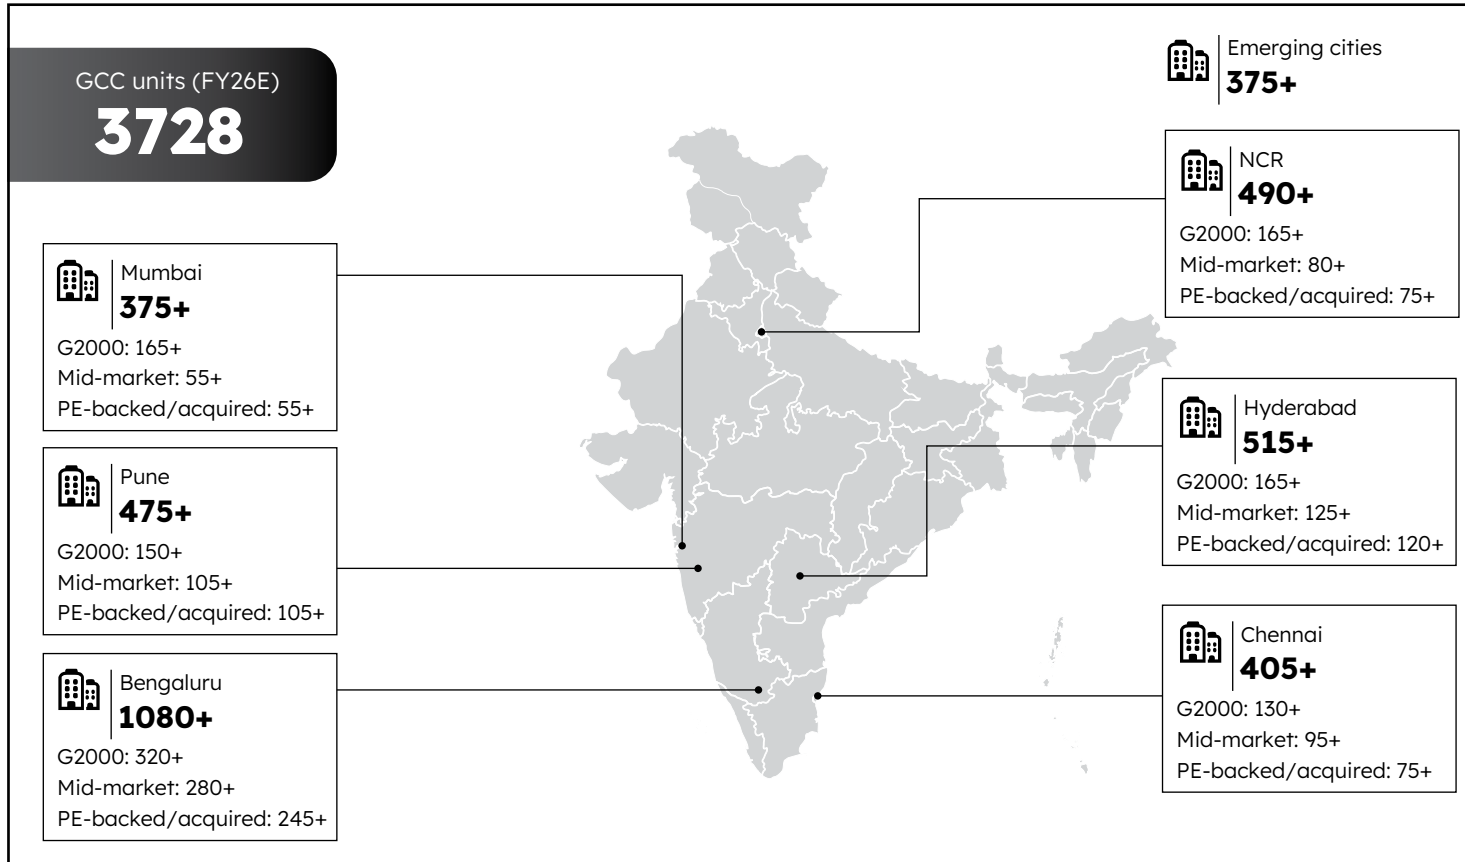 GCC units (FY26E)
3728
Emerging cities
375+
NCR
490+
G2000: 165+
Mid-market: 80+
PE-backed/acquired: 75+
Mumbai
375+
G2000: 165+
Mid-market: 55+
PE-backed/acquired: 55+
Hyderabad
515+
G2000: 165+
Mid-market: 125+
PE-backed/acquired: 120+
Pune
475+
G2000: 150+
Mid-market: 105+
PE-backed/acquired: 105+
Chennai
405+
G2000: 130+
Mid-market: 95+
PE-backed/acquired: 75+
Bengaluru
1080+
G2000: 320+
Mid-market: 280+
PE-backed/acquired: 245+